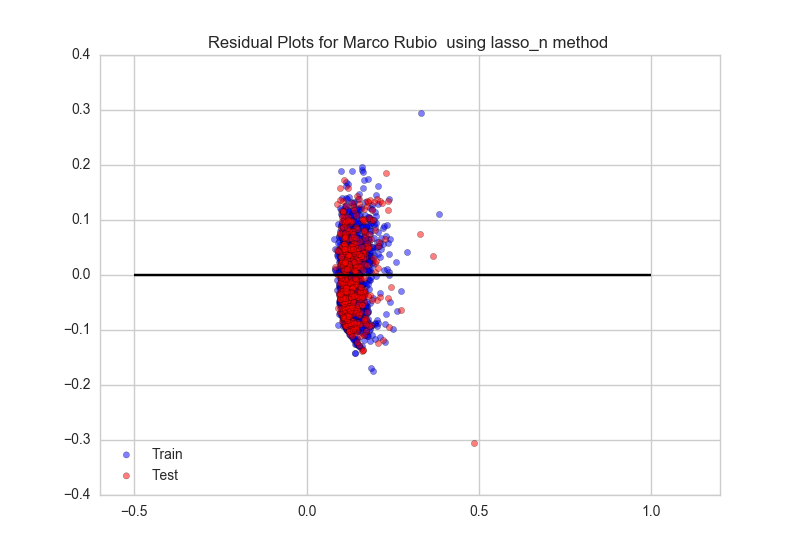 Residual Plots for Marco Rubio  using lasso_n method
0.4
0.3
0.2
0.1
0.0
−0.1
−0.2
−0.3
−0.4
Train
Test
−0.5 0.0 0.5 1.0